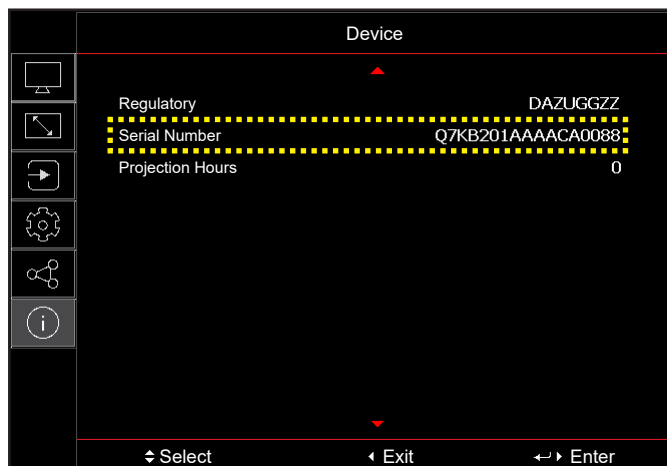 Device
Regulatory DAZUGGZZ
Serial Number Q7KB201AAAACA0088
Projection Hours 0
Select Exit Enter